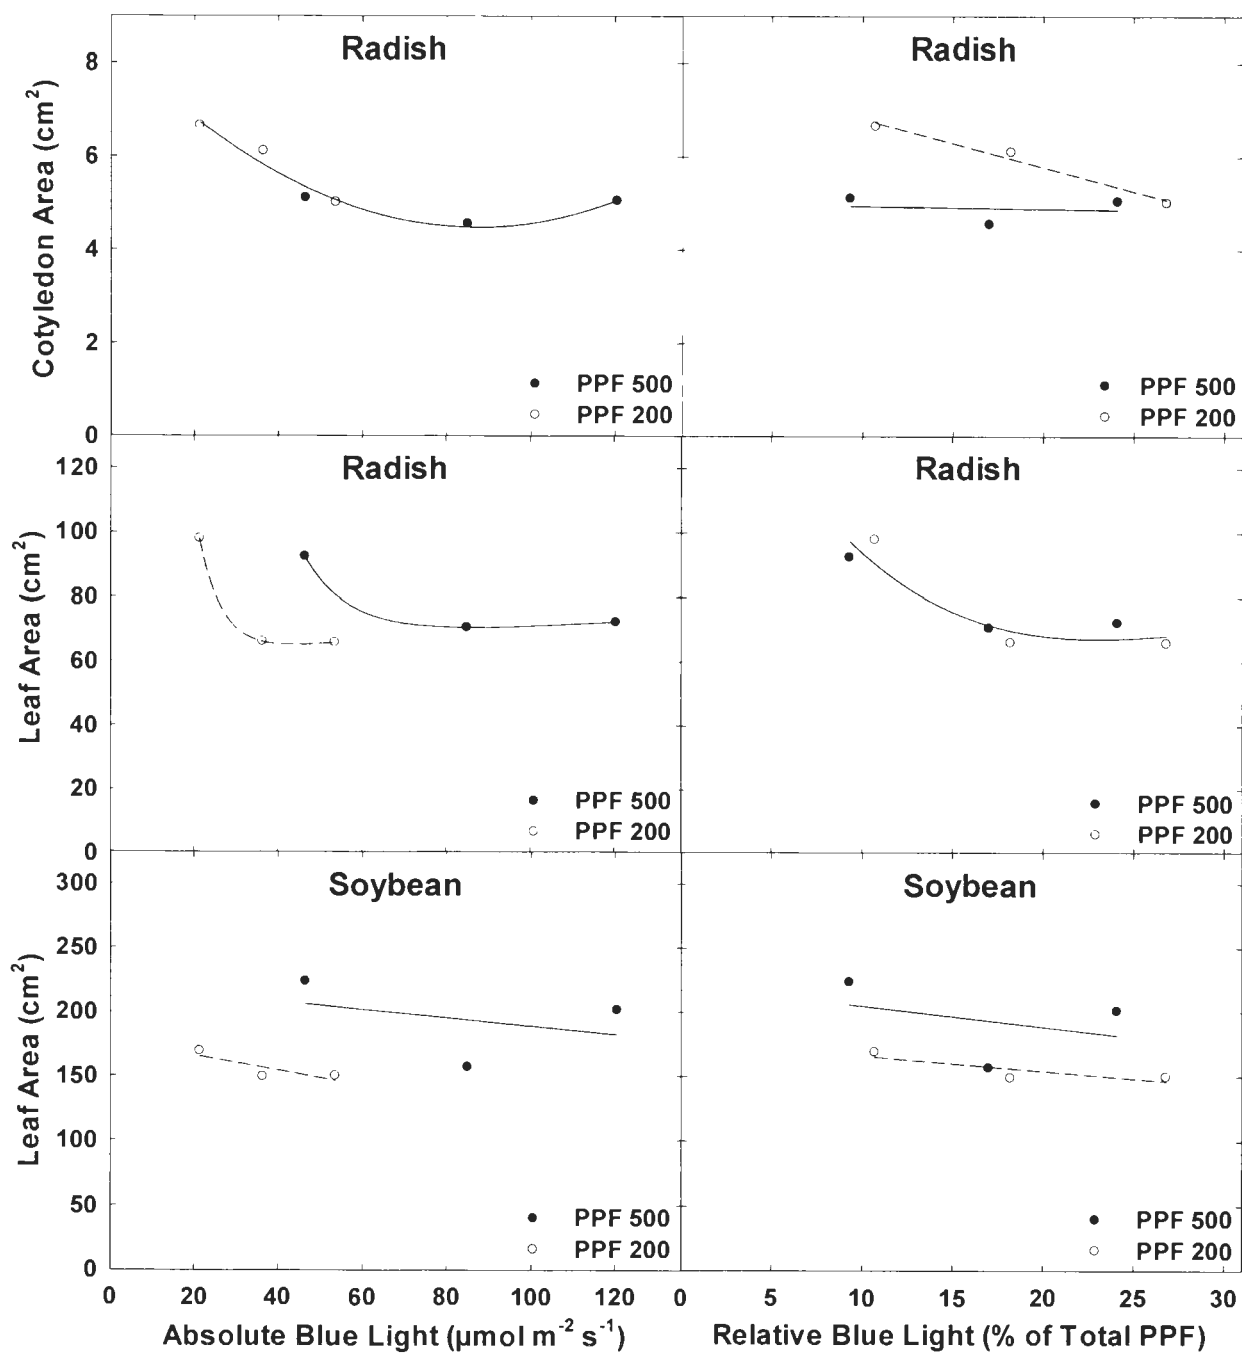 Radish
Radish
8
6
4
2
0
Cotyledon Area (cm²)
PPF 500
PPF 200
PPF 500
PPF 200
Radish
Radish
120
100
80
60
40
20
0
Leaf Area (cm²)
PPF 500
PPF 200
PPF 500
PPF 200
Soybean
Soybean
300
250
200
150
100
50
0
Leaf Area (cm²)
PPF 500
PPF 200
PPF 500
PPF 200
0 20 40 60 80 100 120
0 5 10 15 20 25 30
Absolute Blue Light (µmol m⁻² s⁻¹)
Relative Blue Light (% of Total PPF)